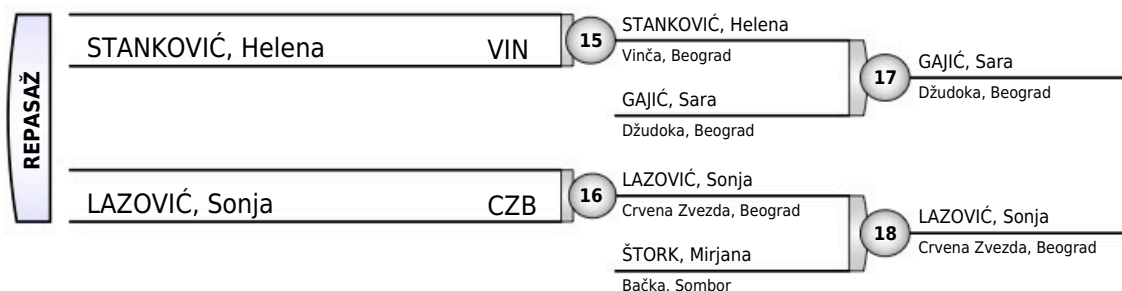 REPASAŽ
STANKOVIĆ, Helena VIN
15
STANKOVIĆ, Helena
Vinča, Beograd
GAJIĆ, Sara
Džudoka, Beograd
17
GAJIĆ, Sara
Džudoka, Beograd
LAZOVIĆ, Sonja CZB
16
LAZOVIĆ, Sonja
Crvena Zvezda, Beograd
ŠTORK, Mirjana
Bačka, Sombor
18
LAZOVIĆ, Sonja
Crvena Zvezda, Beograd